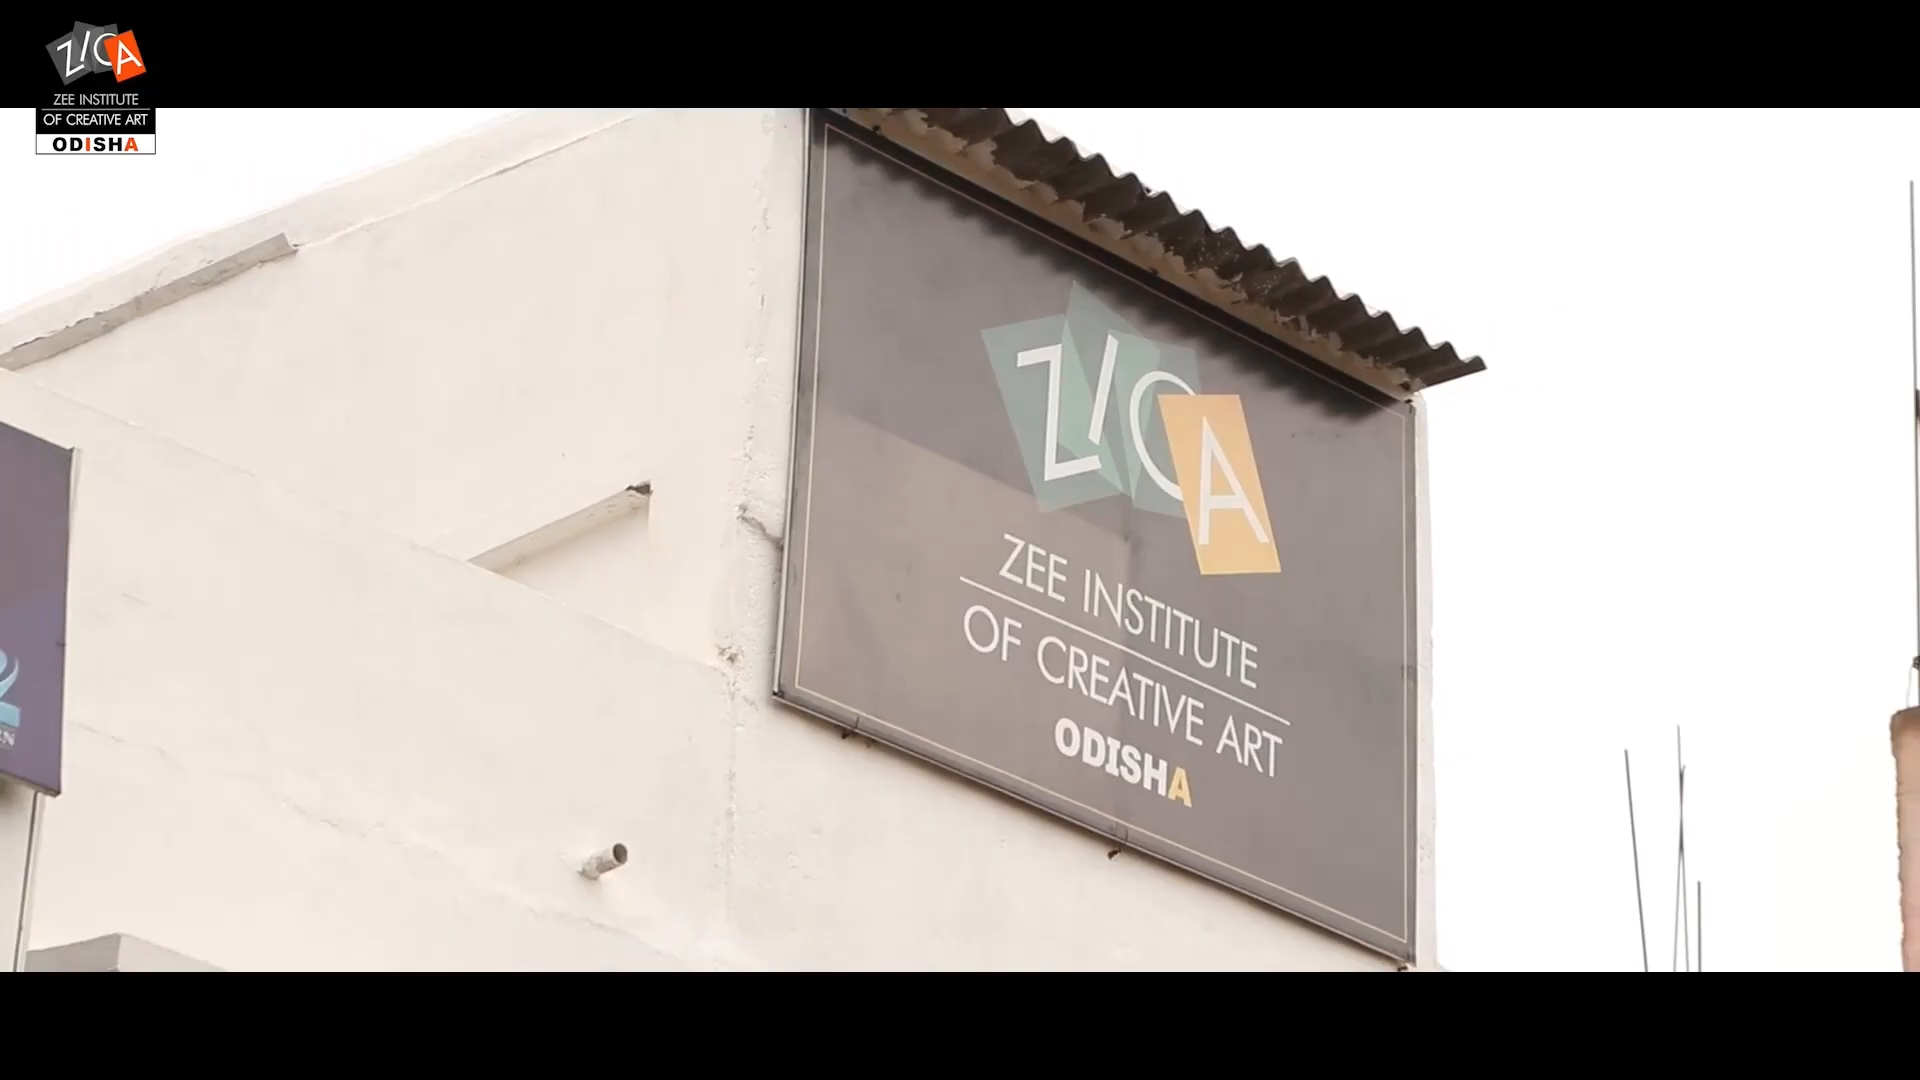 ZICA
ZEE INSTITUTE
OF CREATIVE ART
ODISHA
ZICA
ZEE INSTITUTE
OF CREATIVE ART
ODISHA